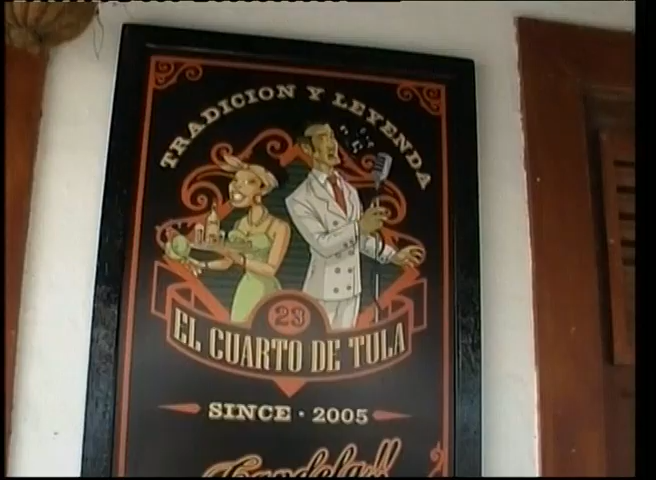 TRADICION Y LEYENDA
23
EL CUARTO DE TULA
SINCE · 2005